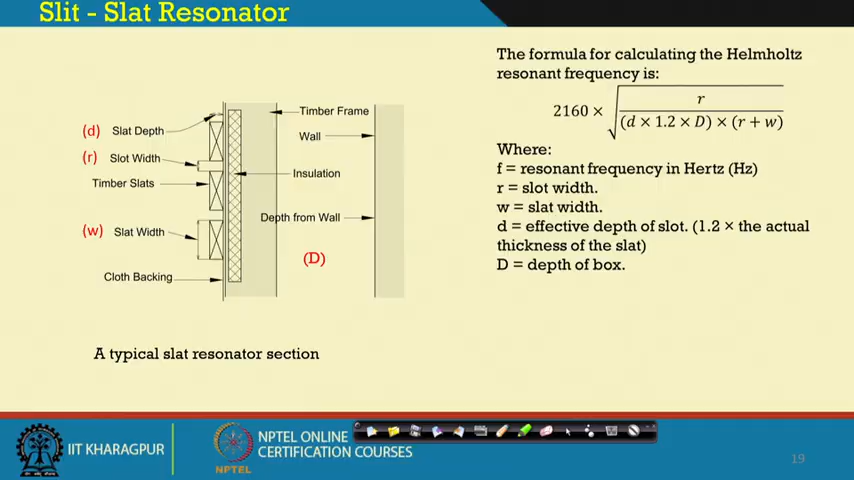 Slit - Slat Resonator
(d) Slat Depth
(r) Slot Width
Timber Slats
(w) Slat Width
Cloth Backing
Timber Frame
Wall
Insulation
Depth from Wall
(D)
A typical slat resonator section
The formula for calculating the Helmholtz
resonant frequency is:
2160 × √(r / ((d × 1.2 × D) × (r + w)))
Where:
f = resonant frequency in Hertz (Hz)
r = slot width.
w = slat width.
d = effective depth of slot. (1.2 × the actual
thickness of the slat)
D = depth of box.
IIT KHARAGPUR
NPTEL
NPTEL ONLINE
CERTIFICATION COURSES
19